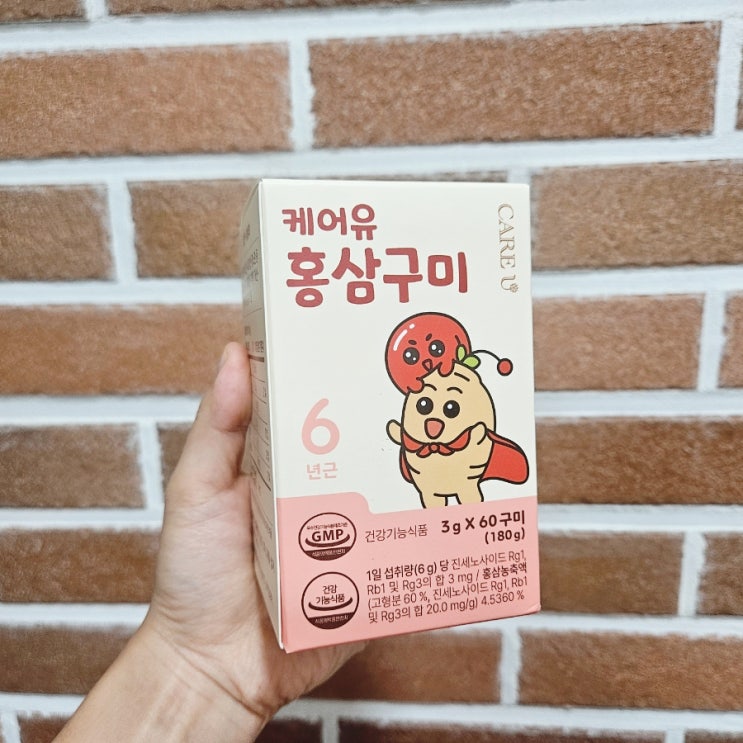 케어유
홍삼구미
CARE U
6
년근
GMP
건강기능식품
3 g X 60 구미
(180 g)
건강
기능식품
1일 섭취량(6 g) 당 진세노사이드 Rg1,
Rb1 및 Rg3의 합 3 mg / 홍삼농축액
(고형분 60 %, 진세노사이드 Rg1, Rb1
및 Rg3의 합 20.0 mg/g) 4.5360 %